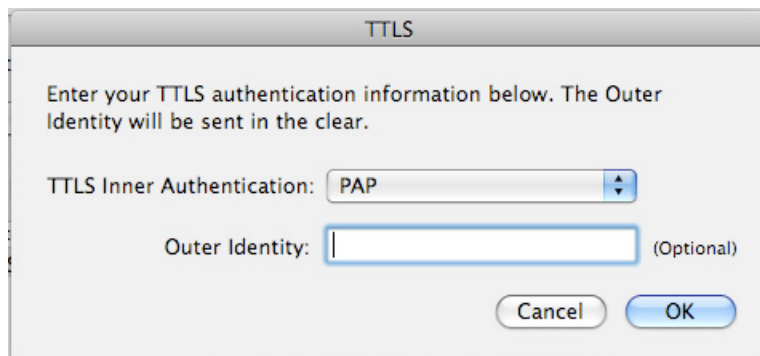 TTLS
Enter your TTLS authentication information below. The Outer
Identity will be sent in the clear.
TTLS Inner Authentication: PAP
Outer Identity: (Optional)
Cancel OK